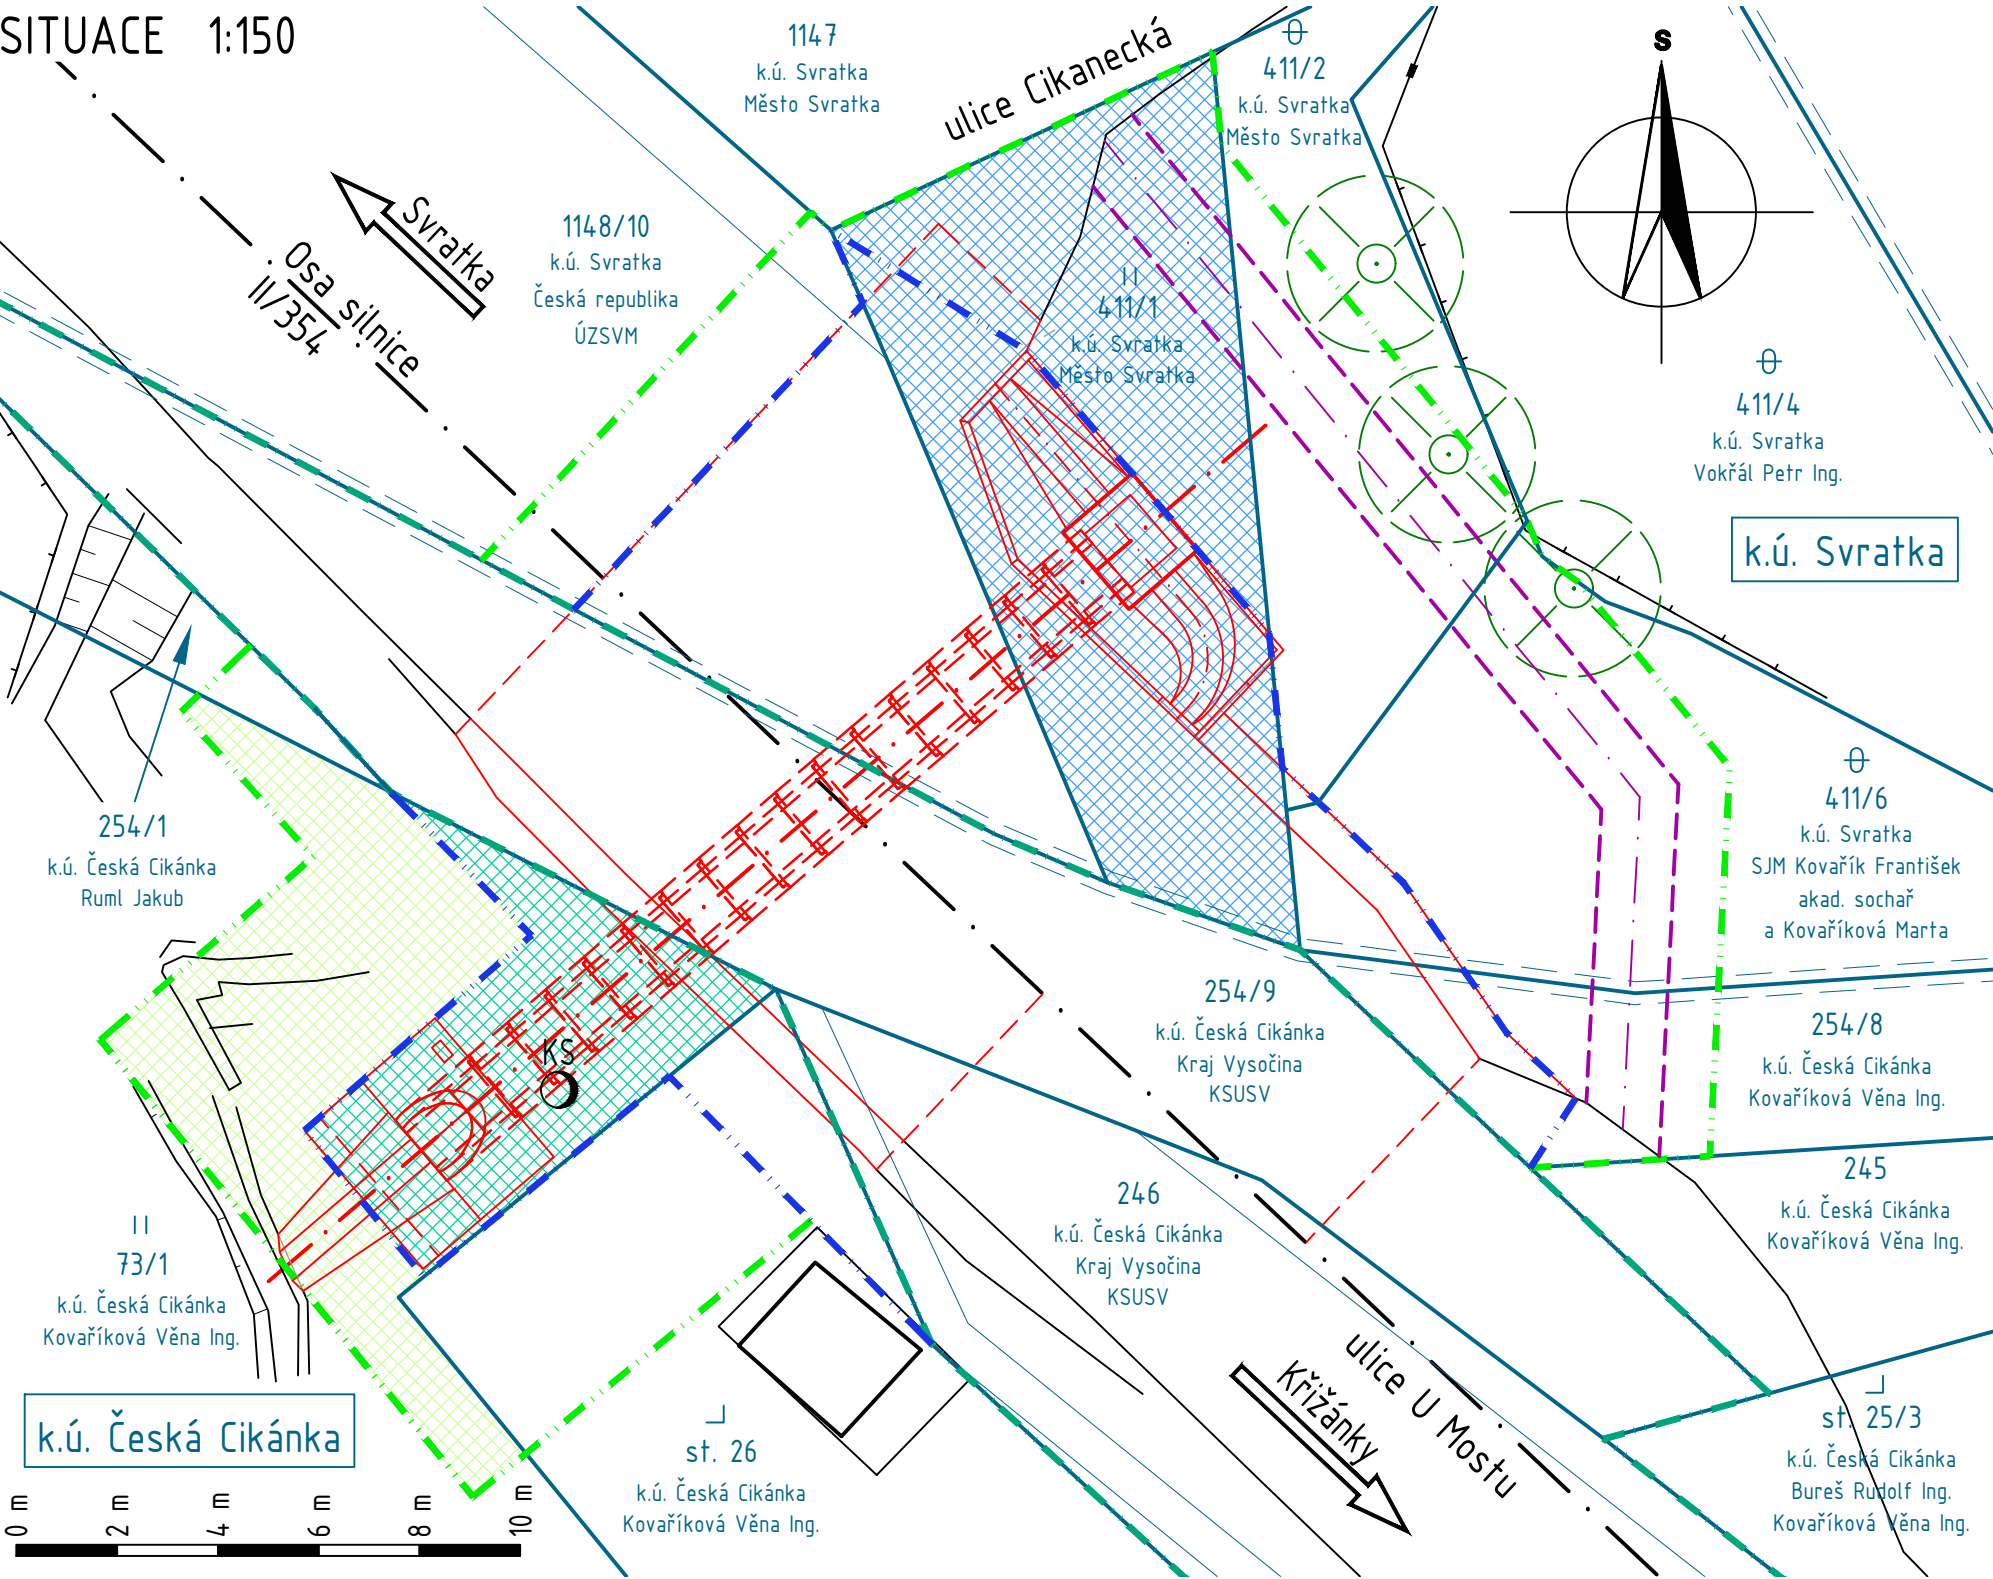 SITUACE 1:150
1147
k.ú. Svratka
Město Svratka
ulice Cikanecká
411/2
k.ú. Svratka
Město Svratka
S
Svratka
Osa silnice
II/354
1148/10
k.ú. Svratka
Česká republika
ÚZSVM
411/1
k.ú. Svratka
Město Svratka
411/4
k.ú. Svratka
Vokřál Petr Ing.
k.ú. Svratka
254/1
k.ú. Česká Cikánka
Ruml Jakub
411/6
k.ú. Svratka
SJM Kovařík František
akad. sochař
a Kovaříková Marta
254/9
k.ú. Česká Cikánka
Kraj Vysočina
KSUSV
254/8
k.ú. Česká Cikánka
Kovaříková Věna Ing.
KS
245
k.ú. Česká Cikánka
Kovaříková Věna Ing.
246
k.ú. Česká Cikánka
Kraj Vysočina
KSUSV
73/1
k.ú. Česká Cikánka
Kovaříková Věna Ing.
ulice U Mostu
Křižánky
k.ú. Česká Cikánka
st. 26
k.ú. Česká Cikánka
Kovaříková Věna Ing.
st. 25/3
k.ú. Česká Cikánka
Bureš Rudolf Ing.
Kovaříková Věna Ing.
0 m
2 m
4 m
6 m
8 m
10 m